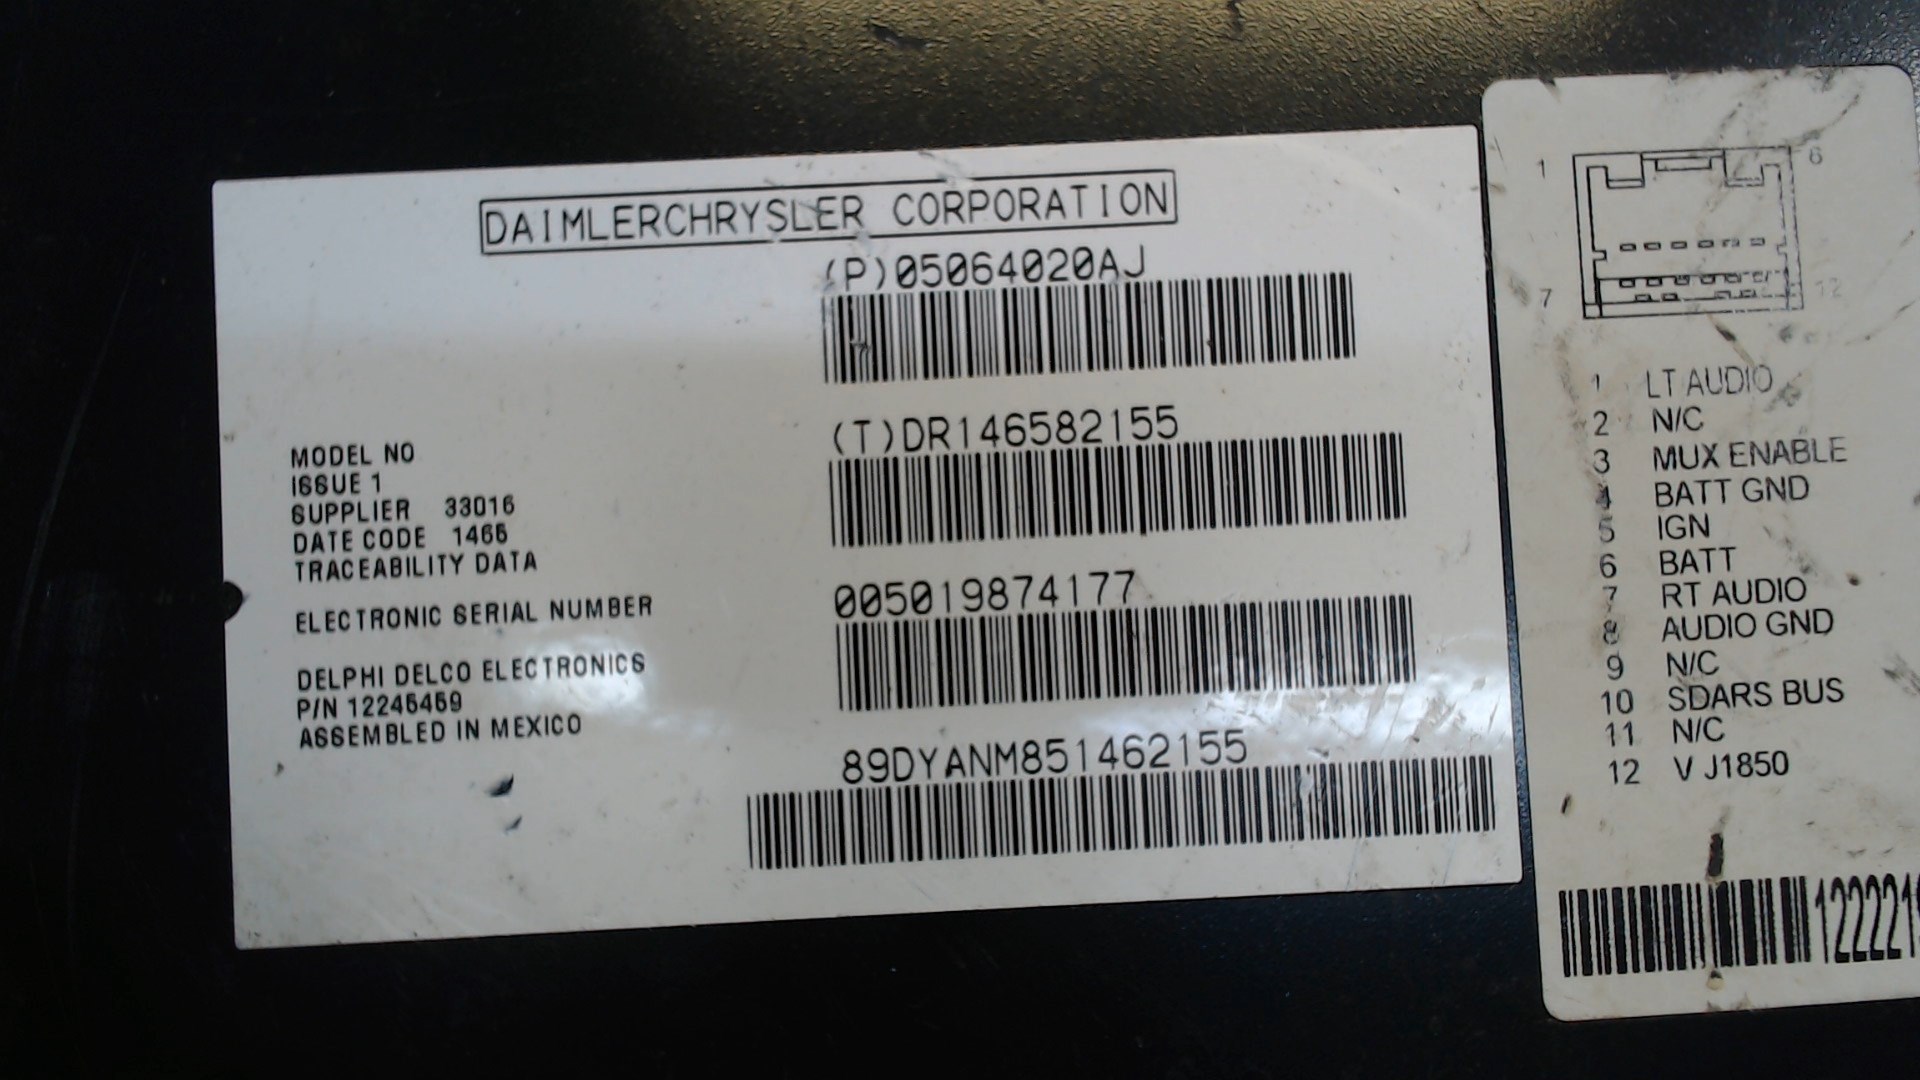 DAIMLERCHRYSLER CORPORATION
(P)05064020AJ
(T)DR146582155
MODEL NO
ISSUE 1
SUPPLIER 33016
DATE CODE 1465
TRACEABILITY DATA
005019874177
ELECTRONIC SERIAL NUMBER
DELPHI DELCO ELECTRONICS
P/N 12245459
ASSEMBLED IN MEXICO
89DYANM851462155
1 6
7 12
1 LT AUDIO
2 N/C
3 MUX ENABLE
4 BATT GND
5 IGN
6 BATT
7 RT AUDIO
8 AUDIO GND
9 N/C
10 SDARS BUS
11 N/C
12 V J1850